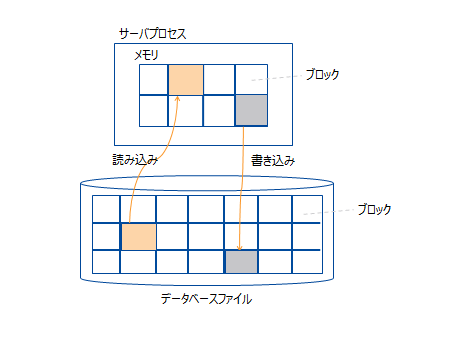 サーバプロセス
メモリ
ブロック
読み込み
書き込み
ブロック
データベースファイル